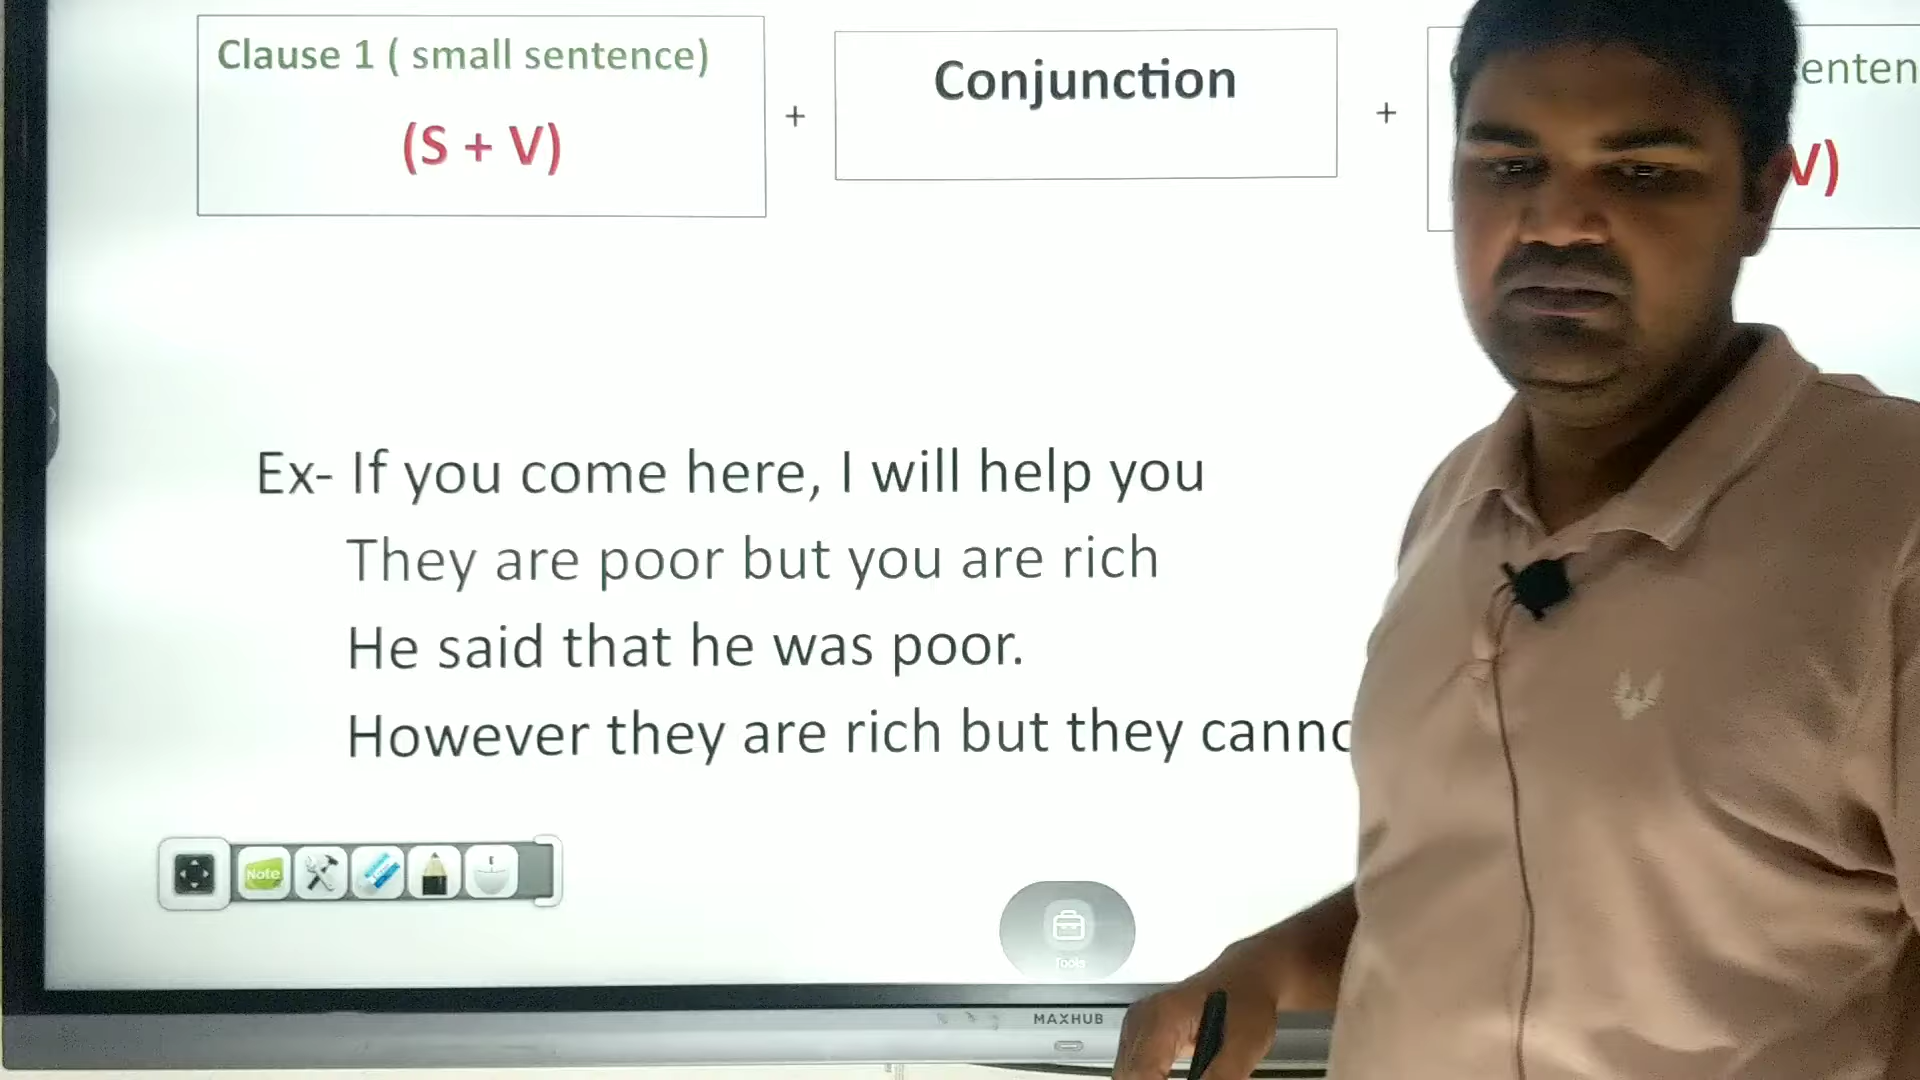 Clause 1 ( small sentence)
(S + V)
+
Conjunction
+
V)
Ex- If you come here, I will help you
They are poor but you are rich
He said that he was poor.
However they are rich but they
Note
Tools
MAXHUB